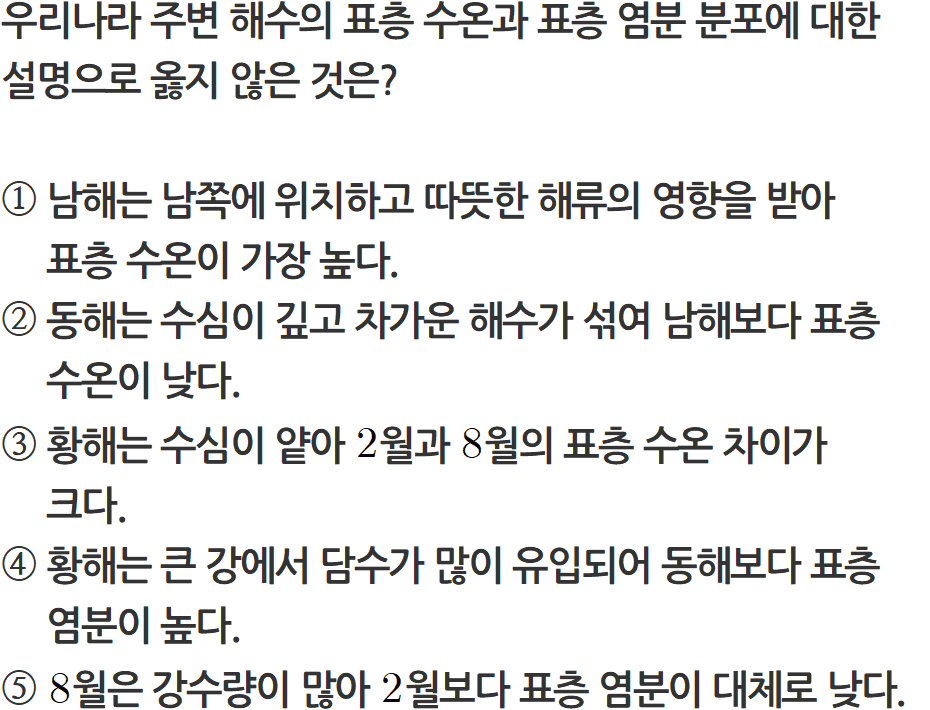 우리나라 주변 해수의 표층 수온과 표층 염분 분포에 대한
설명으로 옳지 않은 것은?
① 남해는 남쪽에 위치하고 따뜻한 해류의 영향을 받아
표층 수온이 가장 높다.
② 동해는 수심이 깊고 차가운 해수가 섞여 남해보다 표층
수온이 낮다.
③ 황해는 수심이 얕아 2월과 8월의 표층 수온 차이가
크다.
④ 황해는 큰 강에서 담수가 많이 유입되어 동해보다 표층
염분이 높다.
⑤ 8월은 강수량이 많아 2월보다 표층 염분이 대체로 낮다.